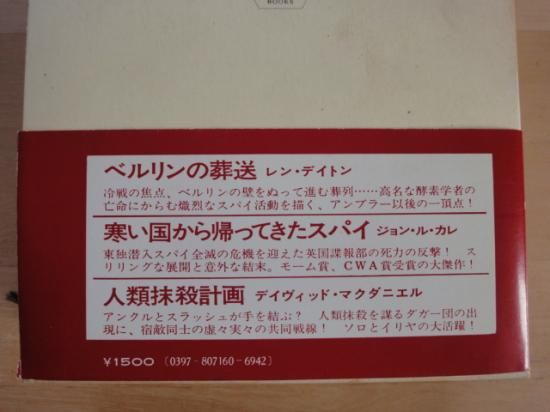 BOOKS
ベルリンの葬送 レン・デイトン
冷戦の焦点、ベルリンの壁をぬって進む葬列……高名な酵素学者の
亡命にからむ熾烈なスパイ活動を描く、アンブラー以後の一頂点！
寒い国から帰ってきたスパイ ジョン・ル・カレ
東独潜入スパイ全滅の危機を迎えた英国諜報部の死力の反撃！ ス
リリングな展開と意外な結末。モーム賞、CWA賞受賞の大傑作！
人類抹殺計画 デイヴィッド・マクダニエル
アンクルとスラッシュが手を結ぶ？ 人類抹殺を謀るダガー団の出
現に、宿敵同士の虚々実々の共同戦線！ ソロとイリヤの大活躍！
¥1500 〔0397-807160-6942〕